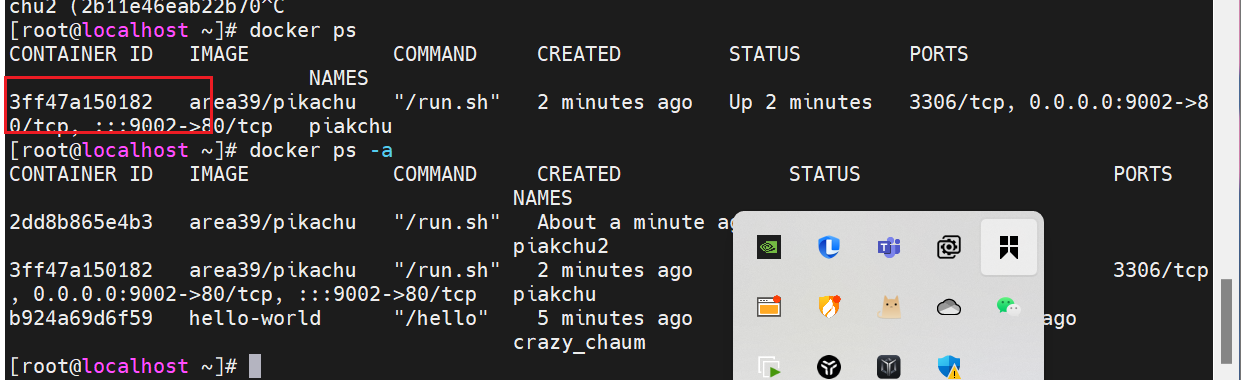 chu2 (2b11e46eab22b70^C
[root@localhost ~]# docker ps
CONTAINER ID   IMAGE            COMMAND     CREATED         STATUS         PORTS
NAMES
3ff47a150182   area39/pikachu   "/run.sh"   2 minutes ago   Up 2 minutes   3306/tcp, 0.0.0.0:9002->8
0/tcp, :::9002->80/tcp   piakchu
[root@localhost ~]# docker ps -a
CONTAINER ID   IMAGE            COMMAND     CREATED              STATUS                     PORTS
NAMES
2dd8b865e4b3   area39/pikachu   "/run.sh"   About a minute
piakchu2
3ff47a150182   area39/pikachu   "/run.sh"   2 minutes ago   3306/tcp
, 0.0.0.0:9002->80/tcp, :::9002->80/tcp   piakchu
b924a69d6f59   hello-world      "/hello"    5 minutes ago   ago
crazy_chaum
[root@localhost ~]#